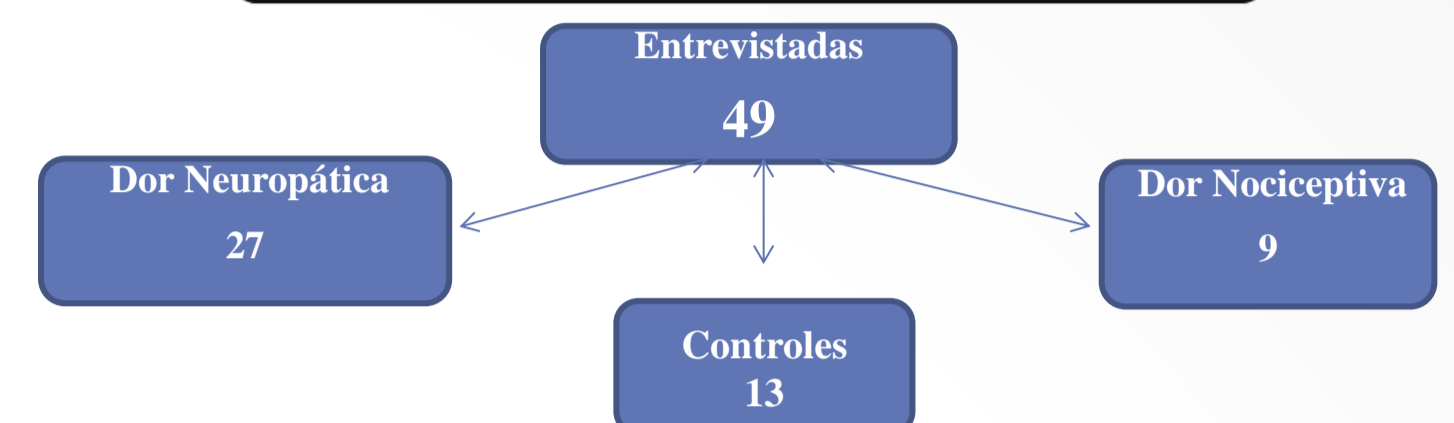 Entrevistadas
49
Dor Neuropática
27
Dor Nociceptiva
9
Controles
13